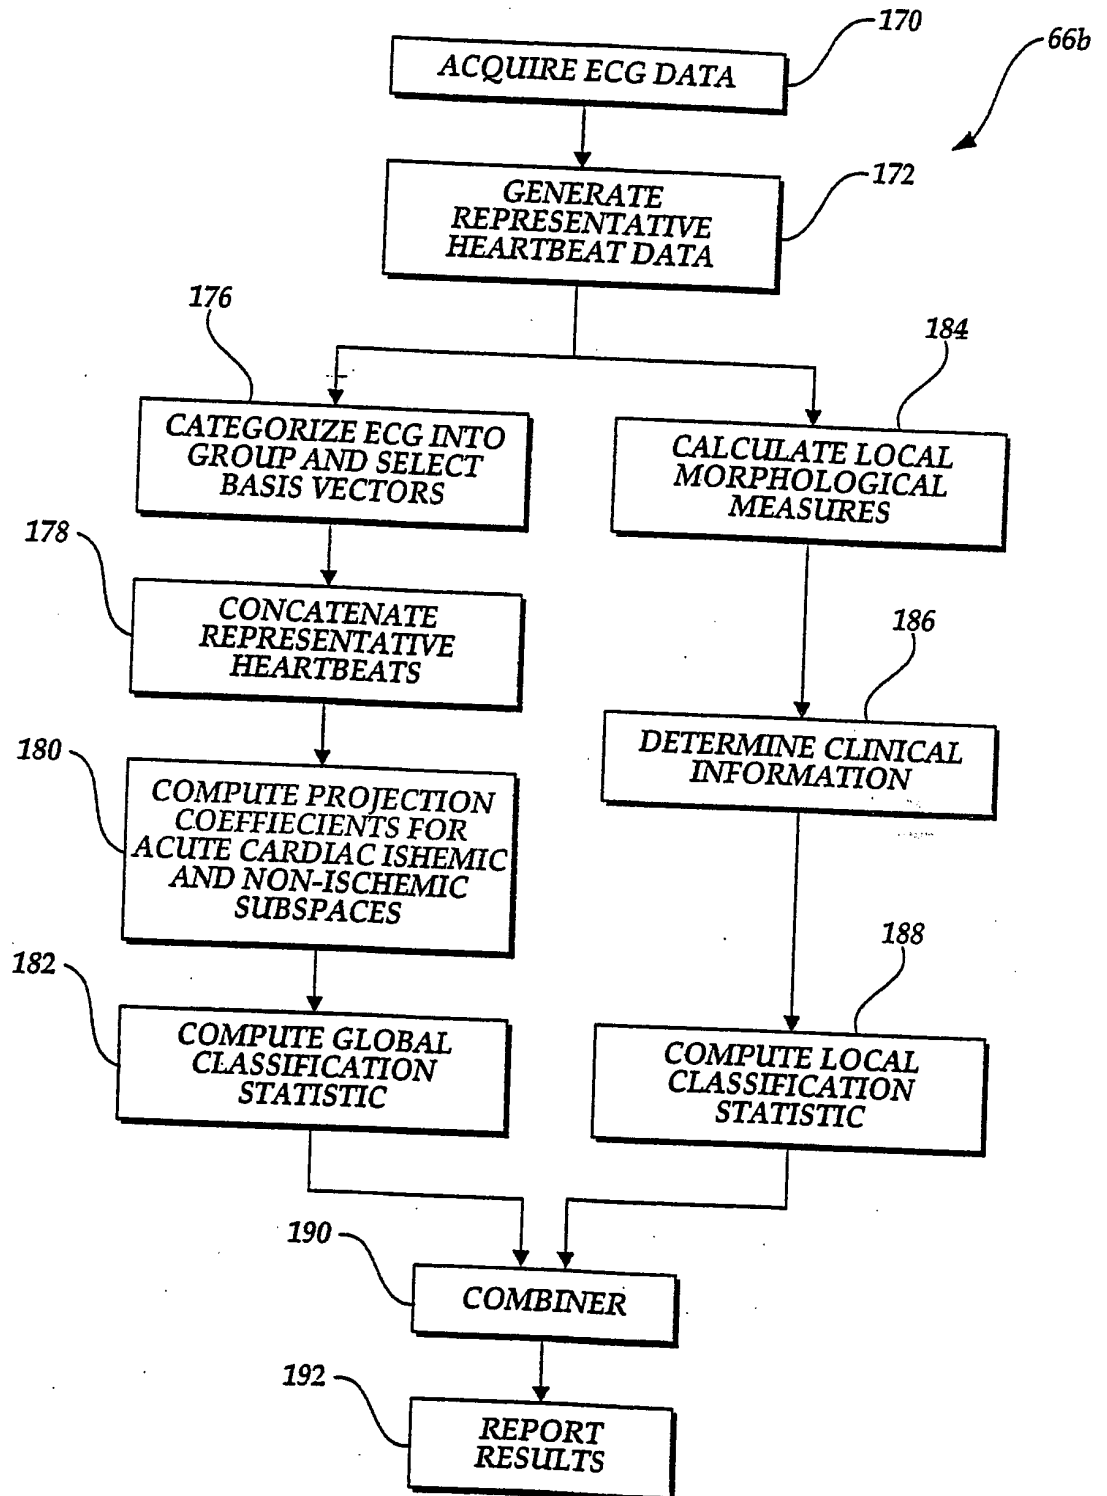 170
66b
ACQUIRE ECG DATA
172
GENERATE
REPRESENTATIVE
HEARTBEAT DATA
176
184
CATEGORIZE ECG INTO
GROUP AND SELECT
BASIS VECTORS
CALCULATE LOCAL
MORPHOLOGICAL
MEASURES
178
CONCATENATE
REPRESENTATIVE
HEARTBEATS
186
DETERMINE CLINICAL
INFORMATION
180
COMPUTE PROJECTION
COEFFIECIENTS FOR
ACUTE CARDIAC ISHEMIC
AND NON-ISCHEMIC
SUBSPACES
188
182
COMPUTE GLOBAL
CLASSIFICATION
STATISTIC
COMPUTE LOCAL
CLASSIFICATION
STATISTIC
190
COMBINER
192
REPORT
RESULTS